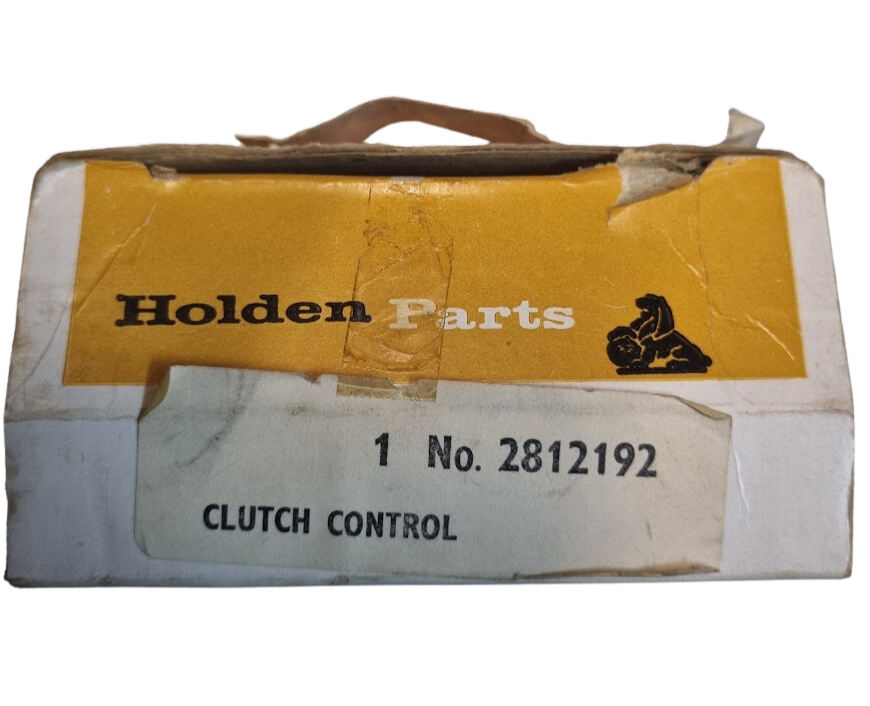 Holden Parts
1 No. 2812192
CLUTCH CONTROL